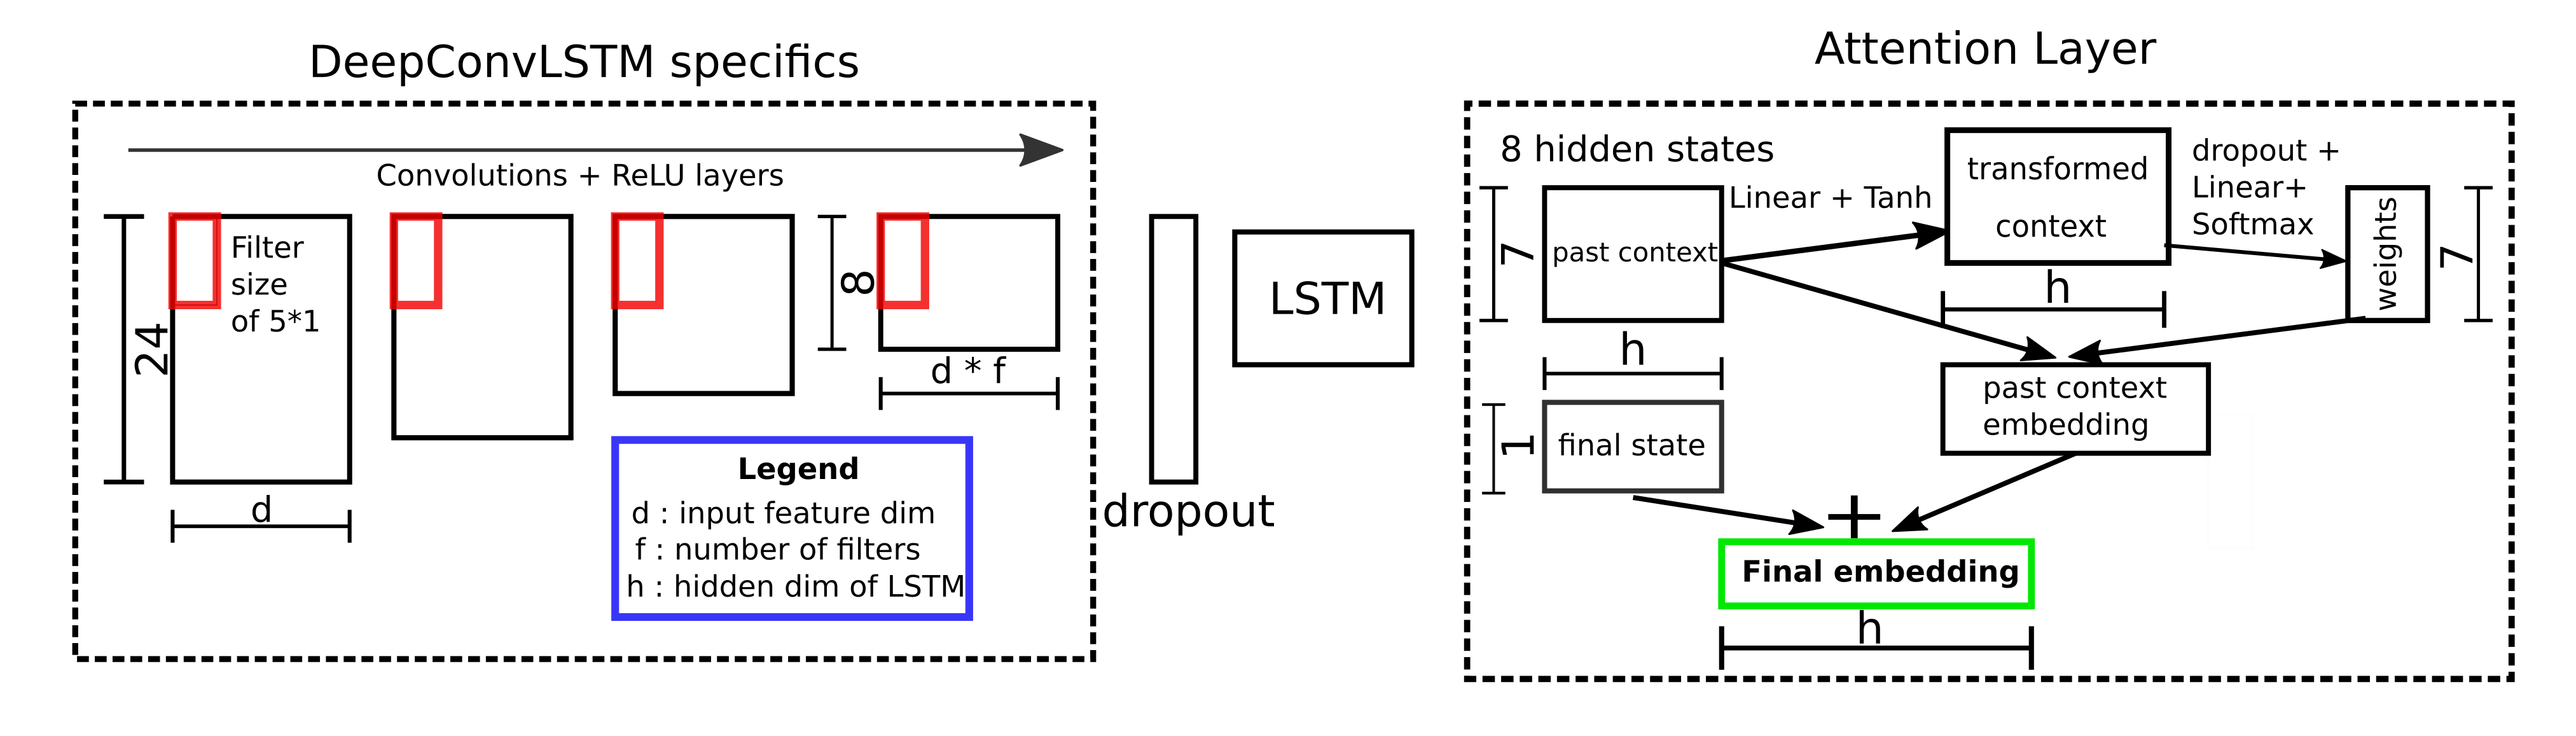 DeepConvLSTM specifics
Convolutions + ReLU layers
24
Filter
size
of 5*1
d
8
d * f
Legend
d : input feature dim
f : number of filters
h : hidden dim of LSTM
dropout
LSTM
Attention Layer
8 hidden states
7
past context
h
Linear + Tanh
transformed
context
h
dropout +
Linear+
Softmax
weights
7
1
final state
past context
embedding
+
Final embedding
h